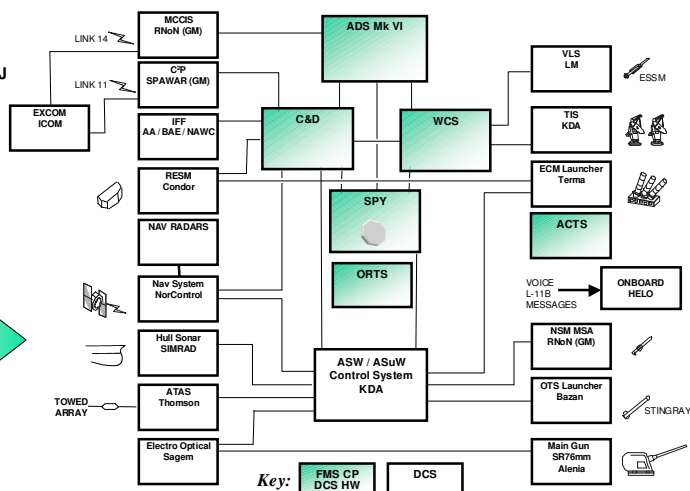 MCCIS
RNoN (GM)
LINK 14
J
C²P
SPAWAR (GM)
LINK 11
EXCOM
ICOM
IFF
AA / BAE / NAWC
RESM
Condor
NAV RADARS
Nav System
NorControl
Hull Sonar
SIMRAD
ATAS
Thomson
TOWED
ARRAY
Electro Optical
Sagem
ADS Mk VI
C&D
WCS
SPY
ORTS
ASW / ASuW
Control System
KDA
VLS
LM
ESSM
TIS
KDA
ECM Launcher
Terma
ACTS
VOICE
L-11B
MESSAGES
ONBOARD
HELO
NSM MSA
RNoN (GM)
OTS Launcher
Bazan
STINGRAY
Main Gun
SR76mm
Alenia
Key:
FMS CP
DCS HW
DCS